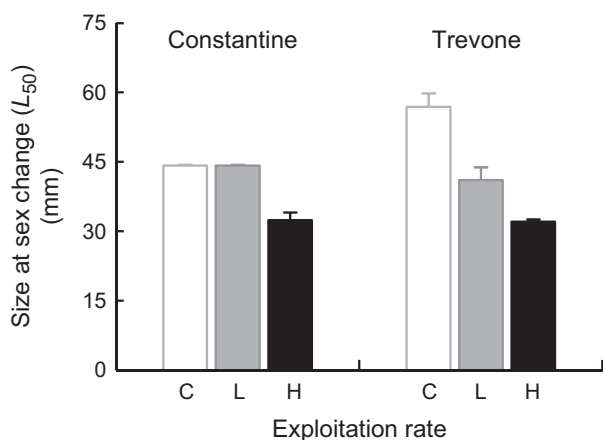 Constantine
Trevone
Size at sex change (L50)
(mm)
75
60
45
30
15
0
C L H C L H
Exploitation rate